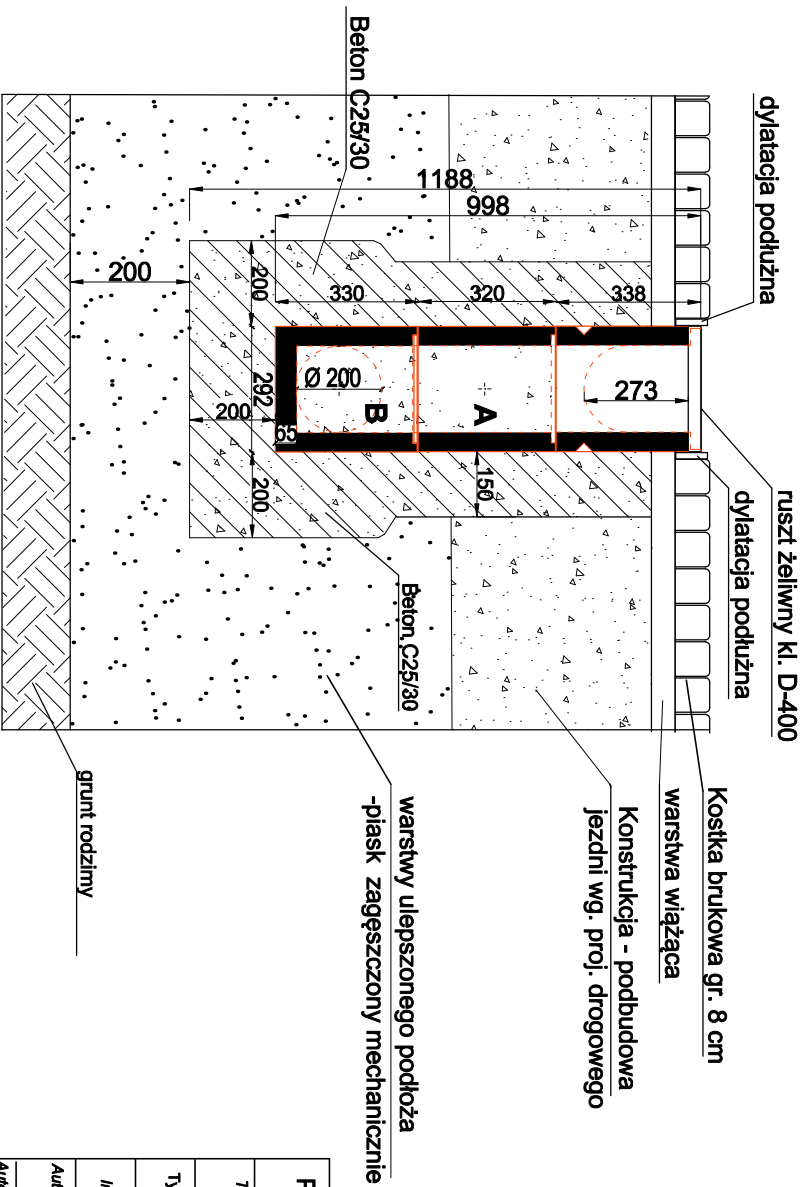 dylatacja podłużna
Beton C25/30
1188
998
200
200
330
320
338
273
Ø 200
292
200
65
B
A
150
200
Beton C25/30
ruszt żeliwny kl. D-400
dylatacja podłużna
Kostka brukowa gr. 8 cm
warstwa wiążąca
Konstrukcja - podbudowa
jezdni wg. proj. drogowego
warstwy ulepszonego podłoża
-piask zagęszczony mechanicznie
grunt rodzimy